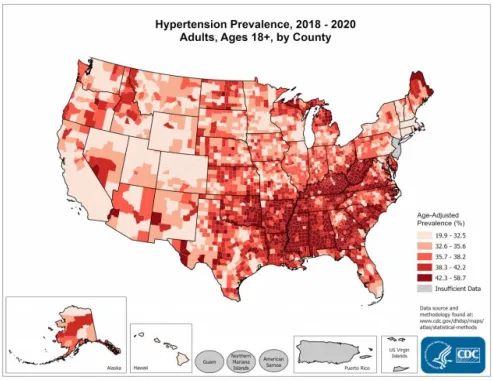 Hypertension Prevalence, 2018 - 2020
Adults, Ages 18+, by County
Age-Adjusted
Prevalence (%)
19.9 - 32.5
32.6 - 35.6
35.7 - 38.2
38.3 - 42.2
42.3 - 58.7
Insufficient Data
Data source and
methodology found at:
www.cdc.gov/dhdsp/maps/
atlas/statistical-methods
Alaska
Hawaii
Guam
Northern
Mariana
Islands
American
Samoa
Puerto Rico
US Virgin
Islands
CDC